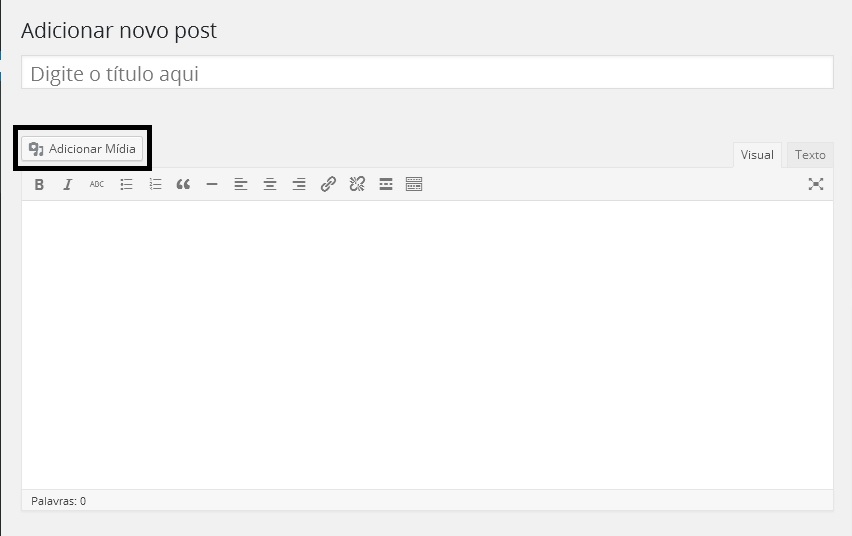 Adicionar novo post
Digite o título aqui
Adicionar Mídia
Visual Texto
B I ABC
Palavras: 0